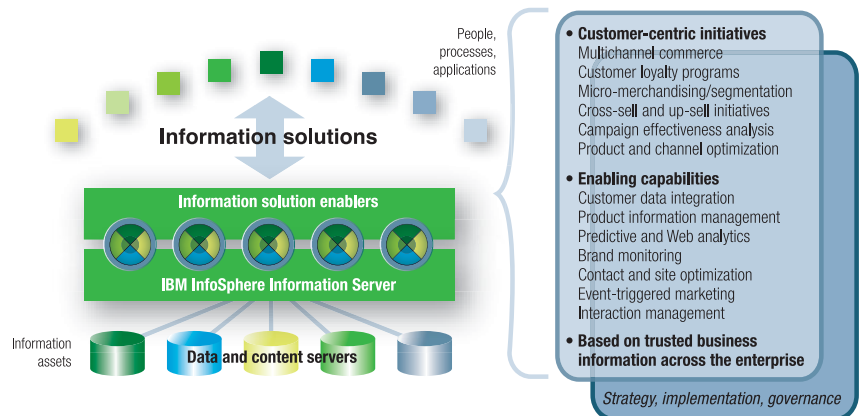 People,
processes,
applications
Information solutions
Information solution enablers
IBM InfoSphere Information Server
Information
assets
Data and content servers
• Customer-centric initiatives
Multichannel commerce
Customer loyalty programs
Micro-merchandising/segmentation
Cross-sell and up-sell initiatives
Campaign effectiveness analysis
Product and channel optimization
• Enabling capabilities
Customer data integration
Product information management
Predictive and Web analytics
Brand monitoring
Contact and site optimization
Event-triggered marketing
Interaction management
• Based on trusted business
information across the enterprise
Strategy, implementation, governance